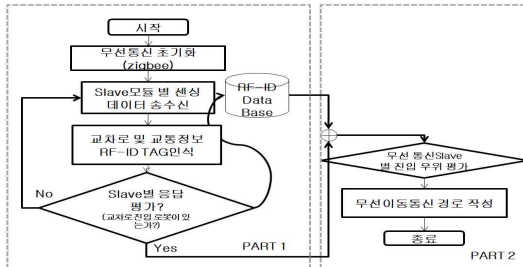 시작
무선통신 초기화
(zigbee)
Slave모듈 별 센싱
데이터 송수신
RF-ID
Data
Base
교차로 및 교통정보
RF-ID TAG인식
무선 통신Slave
별 진입 우위 평가
No
Slave별 응답
평가?
(교차로진입 로봇이 있
는가?)
무선이동통신 경로 작성
Yes
PART 1
종료
PART 2